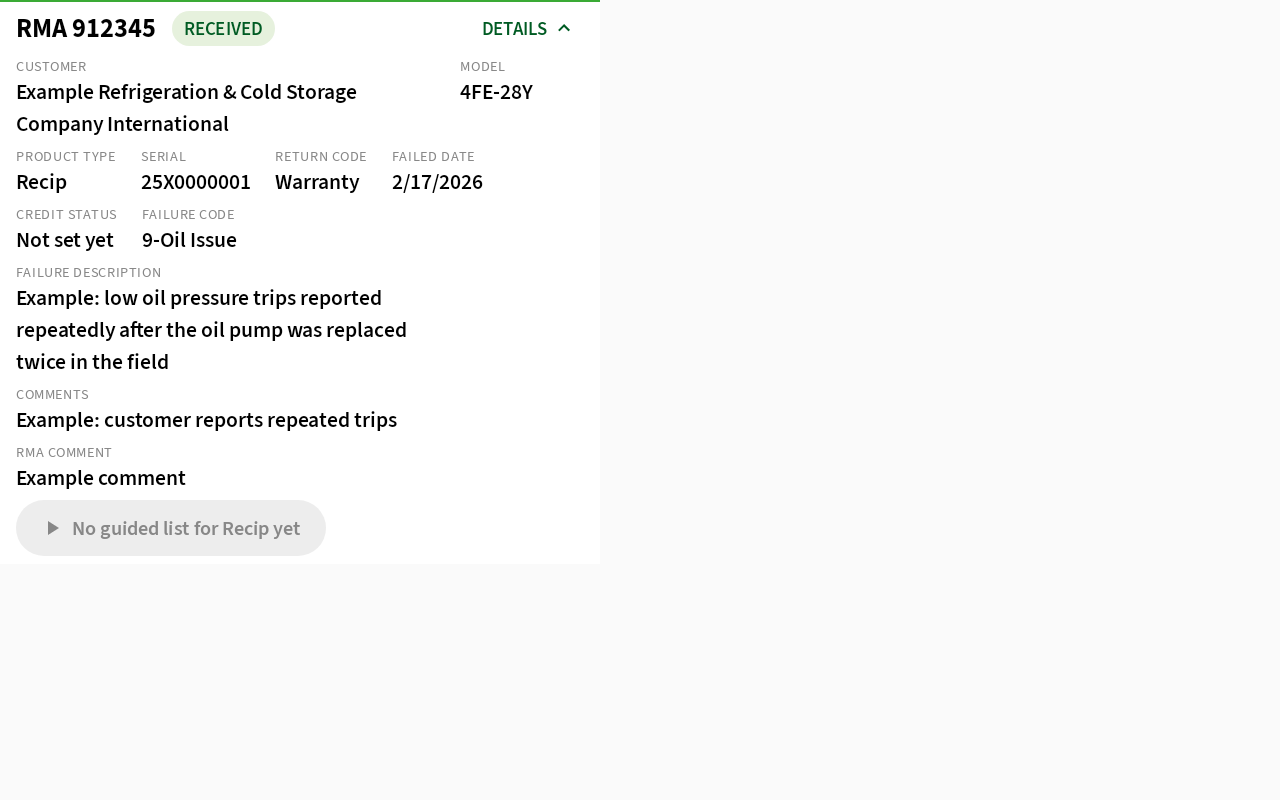 RMA 912345 RECEIVED DETAILS
CUSTOMER MODEL
Example Refrigeration & Cold Storage 4FE-28Y
Company International
PRODUCT TYPE SERIAL RETURN CODE FAILED DATE
Recip 25X0000001 Warranty 2/17/2026
CREDIT STATUS FAILURE CODE
Not set yet 9-Oil Issue
FAILURE DESCRIPTION
Example: low oil pressure trips reported
repeatedly after the oil pump was replaced
twice in the field
COMMENTS
Example: customer reports repeated trips
RMA COMMENT
Example comment
No guided list for Recip yet